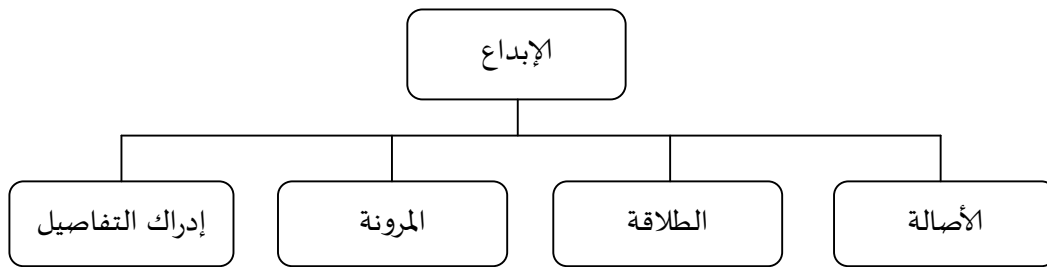 الإبداع
الأصالة
الطلاقة
المرونة
إدراك التفاصيل